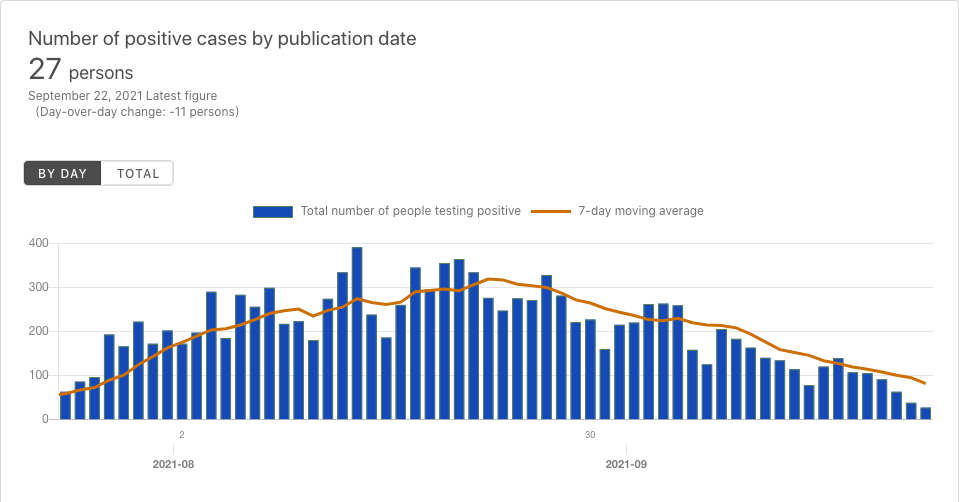 Number of positive cases by publication date
27 persons
September 22, 2021 Latest figure
(Day-over-day change: -11 persons)
BY DAY TOTAL
Total number of people testing positive 7-day moving average
400
300
200
100
0
2 30
2021-08 2021-09